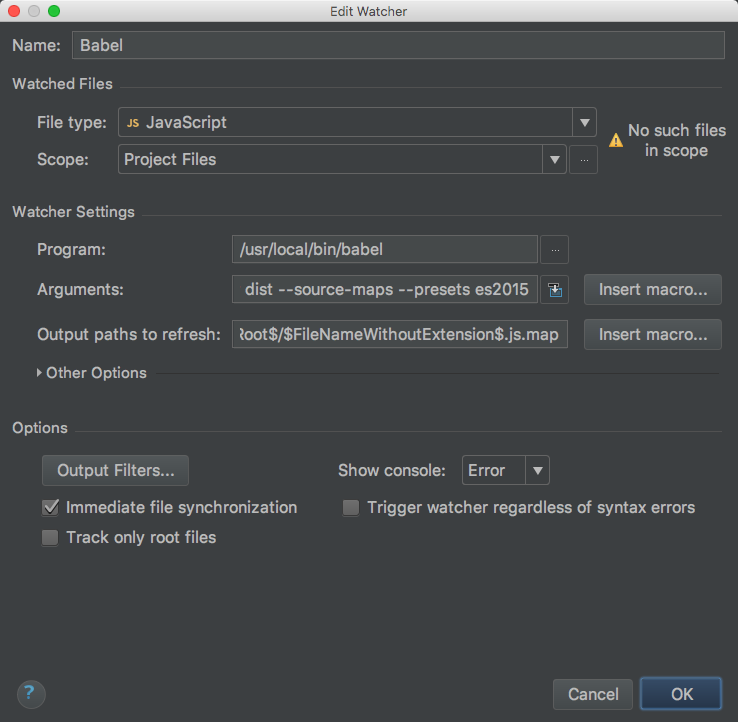 Edit Watcher
Name: Babel
Watched Files
File type: JS JavaScript
Scope: Project Files ...
No such files
in scope
Watcher Settings
Program: /usr/local/bin/babel ...
Arguments: dist --source-maps --presets es2015 Insert macro...
Output paths to refresh: Root$/$FileNameWithoutExtension$.js.map Insert macro...
Other Options
Options
Output Filters... Show console: Error
Immediate file synchronization Trigger watcher regardless of syntax errors
Track only root files
? Cancel OK